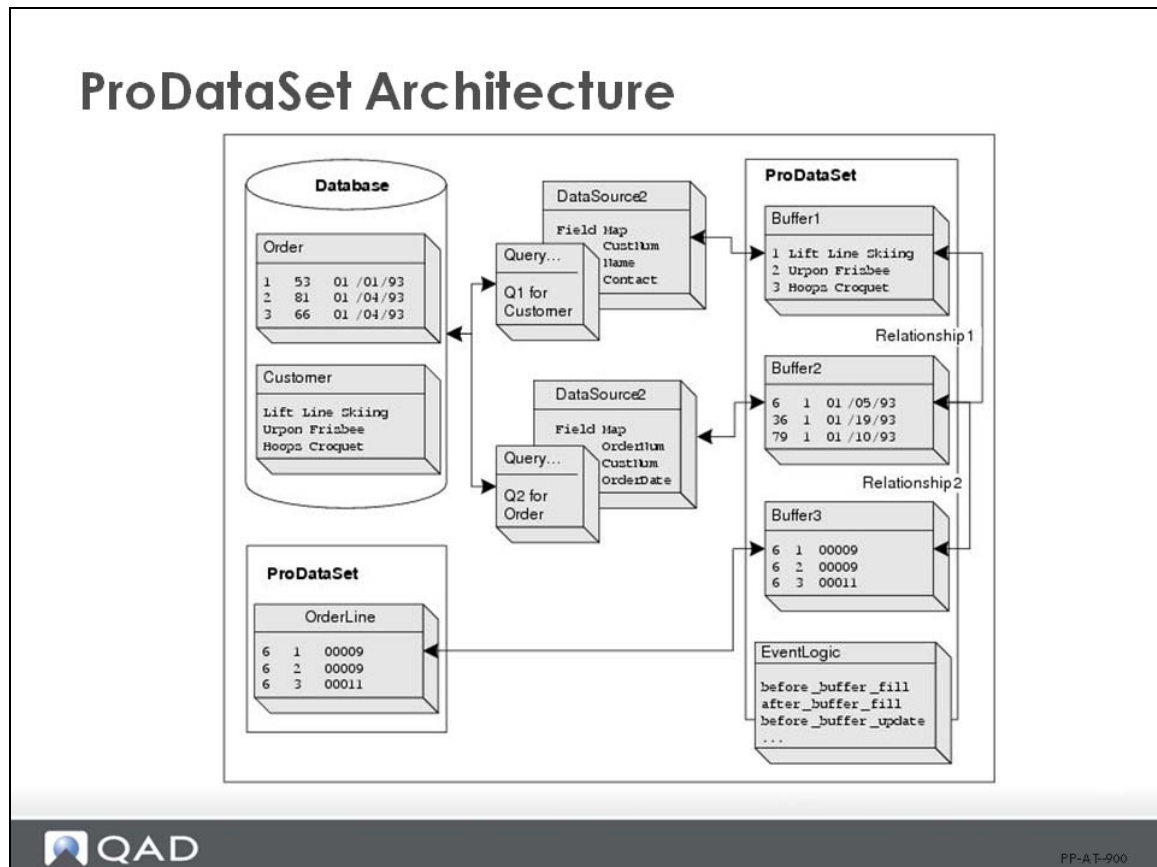 ProDataSet Architecture
Database
Order
1 53 01 /01/93
2 81 01 /04/93
3 66 01 /04/93
Customer
Lift Line Skiing
Urpon Frisbee
Hoops Croquet
ProDataSet
OrderLine
6 1 00009
6 2 00009
6 3 00011
DataSource2
Field Map
CustNum
Name
Contact
Query...
Q1 for
Customer
DataSource2
Field Map
OrderNum
CustNum
OrderDate
Query...
Q2 for
Order
ProDataSet
Buffer1
1 Lift Line Skiing
2 Urpon Frisbee
3 Hoops Croquet
Relationship1
Buffer2
6 1 01 /05/93
36 1 01 /19/93
79 1 01 /10/93
Relationship2
Buffer3
6 1 00009
6 2 00009
6 3 00011
EventLogic
before_buffer_fill
after_buffer_fill
before_buffer_update
...
QAD
PP-AT-900